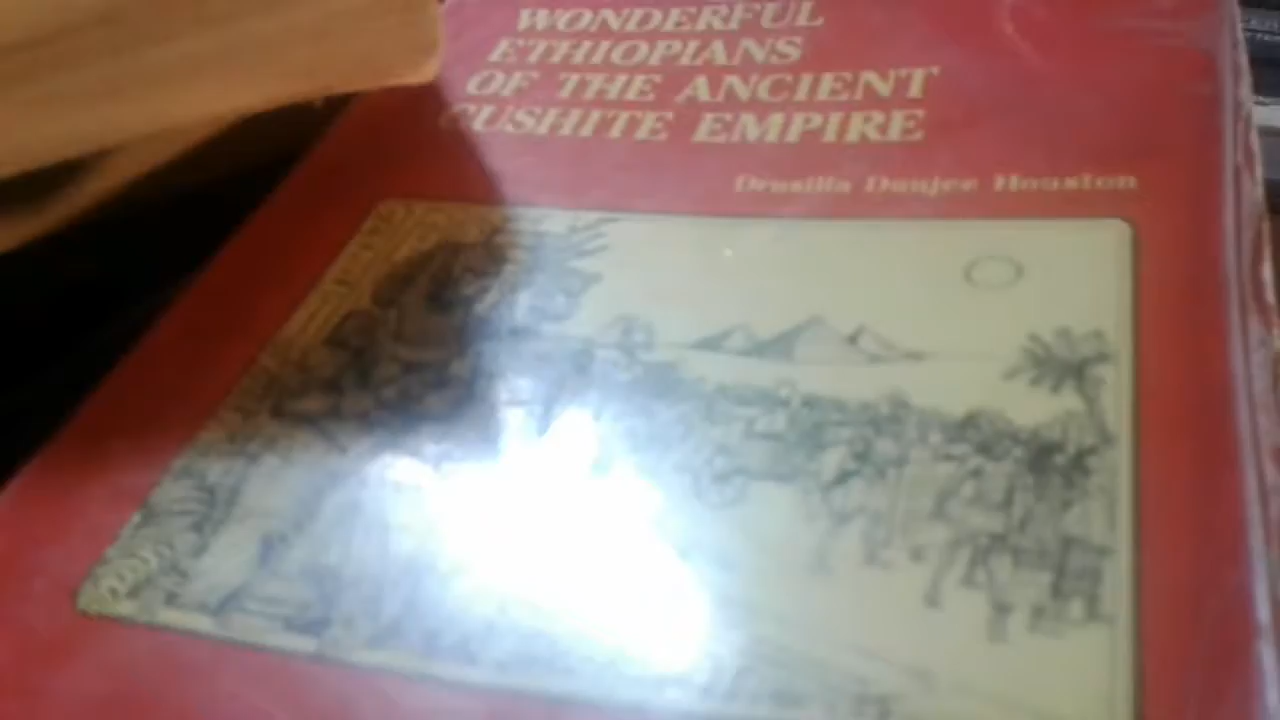 WONDERFUL
ETHIOPIANS
OF THE ANCIENT
CUSHITE EMPIRE
Drusilla Dunjee Houston